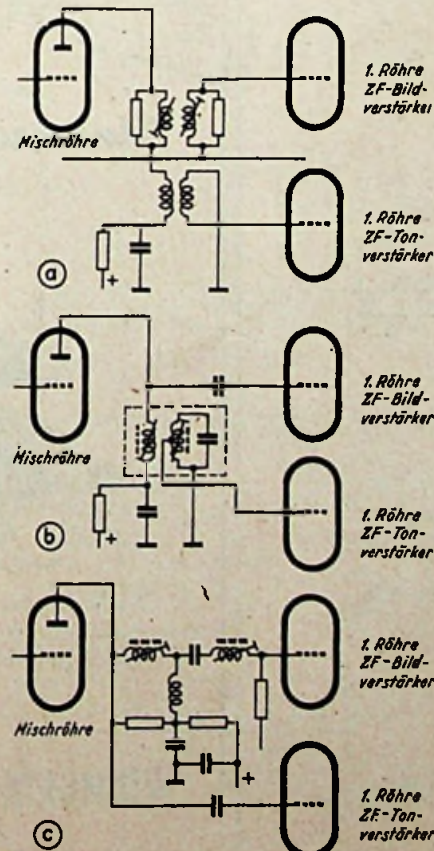 1. Röhre
ZF-Bild-
verstärker
Mischröhre
1. Röhre
ZF-Ton-
verstärker
+
a
1. Röhre
ZF-Bild-
verstärker
Mischröhre
1. Röhre
ZF-Ton-
verstärker
+
b
1. Röhre
ZF-Bild-
verstärker
Mischröhre
+
1. Röhre
ZF-Ton-
verstärker
c